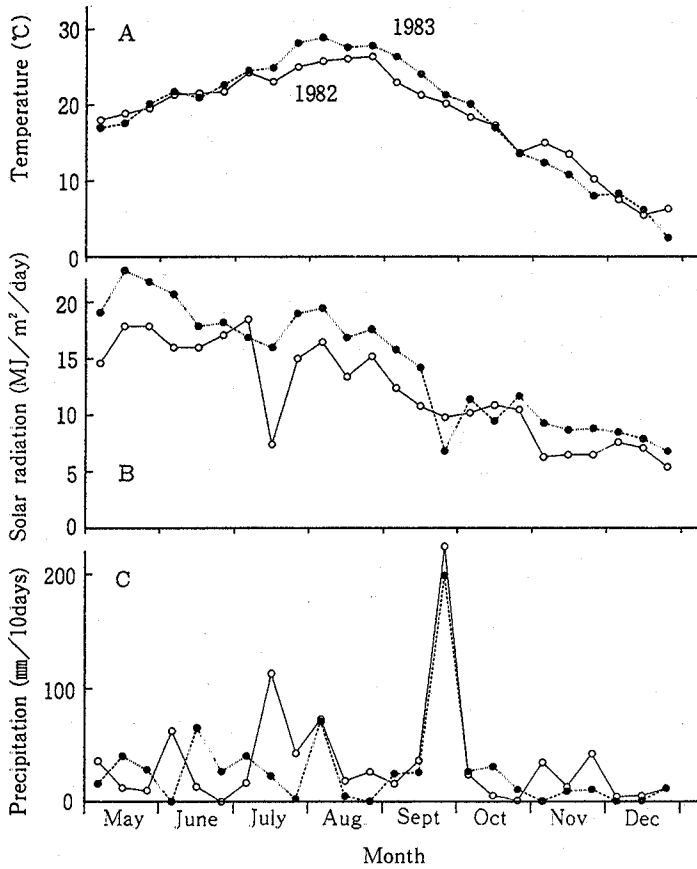 A
1983
1982
Temperature (℃)
30
20
10
0
B
Solar radiation (MJ/m²/day)
20
15
10
5
0
C
Precipitation (㎜/10days)
200
100
0
May June July Aug. Sept Oct Nov Dec
Month